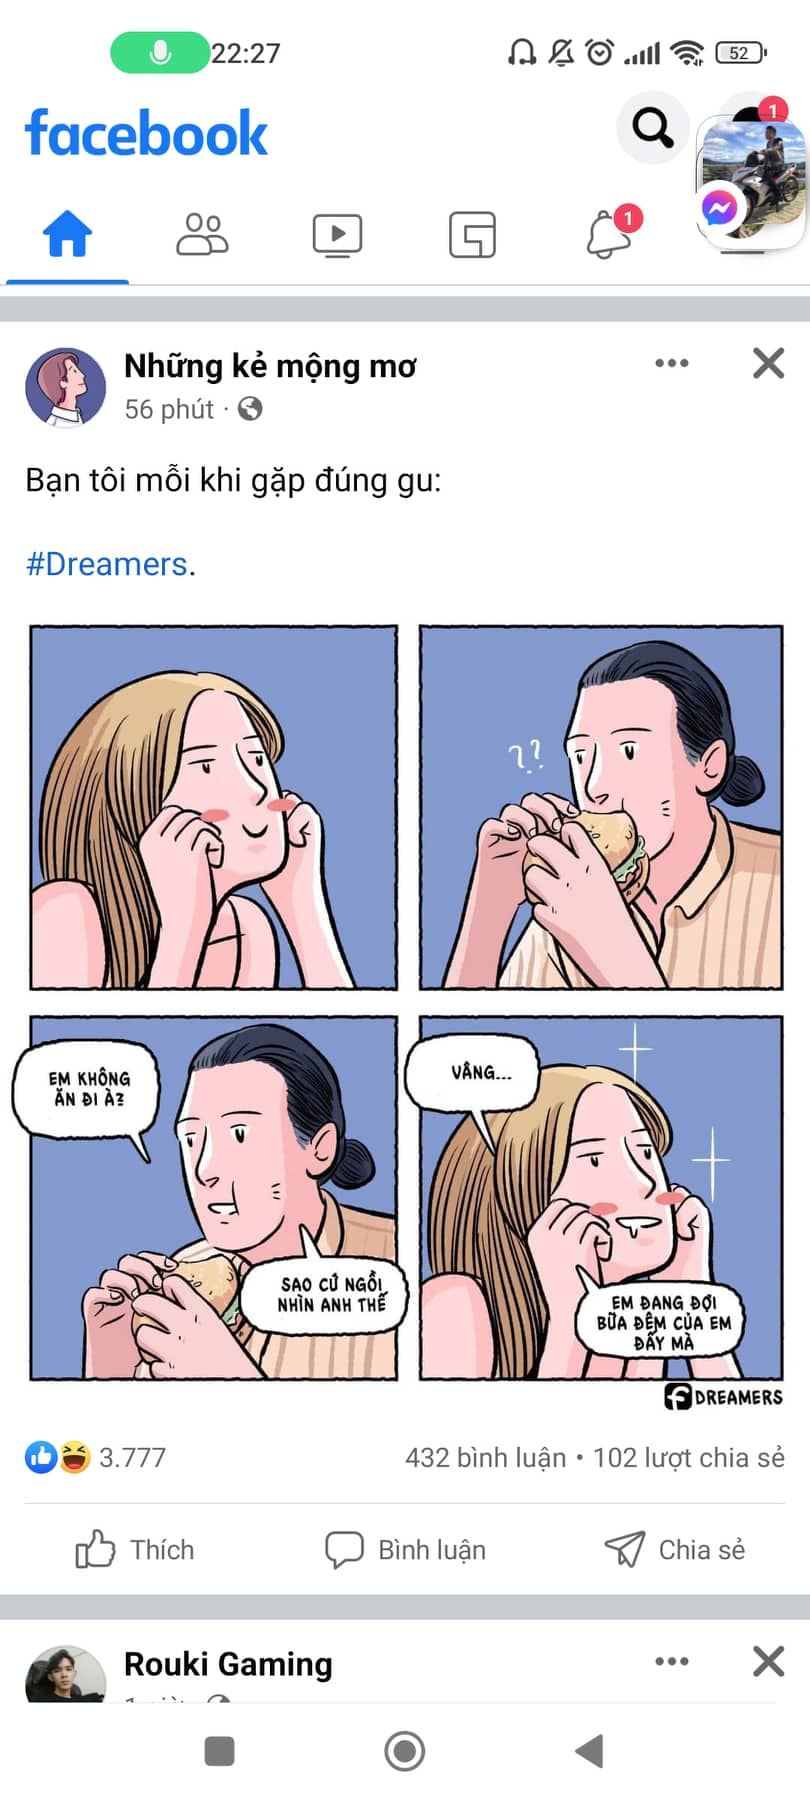 22:27
52
facebook
1
1
Những kẻ mộng mơ
56 phút ·
Bạn tôi mỗi khi gặp đúng gu:
#Dreamers.
??
EM KHÔNG
ĂN ĐI À?
SAO CỨ NGỒI
NHÌN ANH THẾ
VÂNG...
EM ĐANG ĐỢI
BỮA ĐÊM CỦA EM
ĐẤY MÀ
f DREAMERS
3.777
432 bình luận • 102 lượt chia sẻ
Thích
Bình luận
Chia sẻ
Rouki Gaming